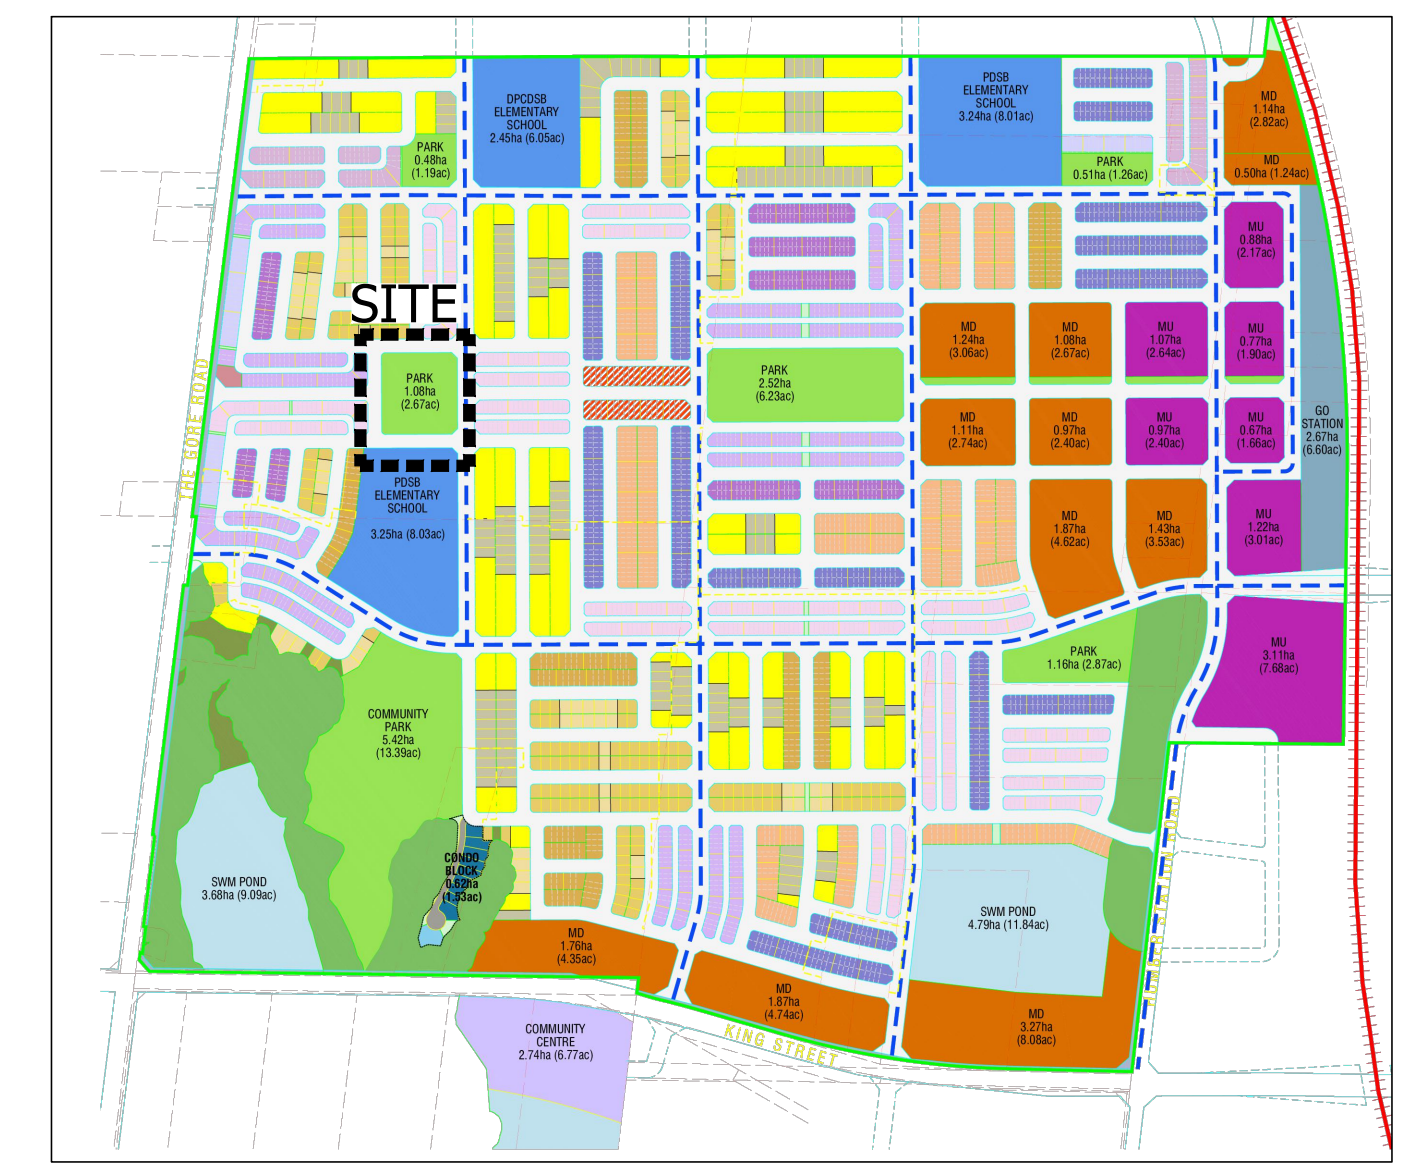 DPCDSB
ELEMENTARY
SCHOOL
2.45ha (6.05ac)
PDSB
ELEMENTARY
SCHOOL
3.24ha (8.01ac)
MD
1.14ha
(2.82ac)
MD
0.50ha (1.24ac)
PARK
0.48ha
(1.19ac)
PARK
0.51ha (1.26ac)
MU
0.88ha
(2.17ac)
SITE
MD
1.24ha
(3.06ac)
MD
1.08ha
(2.67ac)
MU
1.07ha
(2.64ac)
MU
0.77ha
(1.90ac)
PARK
1.08ha
(2.67ac)
PARK
2.52ha
(6.23ac)
THE GORE ROAD
MD
1.11ha
(2.74ac)
MD
0.97ha
(2.40ac)
MU
0.97ha
(2.40ac)
MU
0.67ha
(1.66ac)
GO
STATION
2.67ha
(6.60ac)
PDSB
ELEMENTARY
SCHOOL
3.25ha (8.03ac)
MD
1.87ha
(4.62ac)
MD
1.43ha
(3.53ac)
MU
1.22ha
(3.01ac)
PARK
1.16ha (2.87ac)
MU
3.11ha
(7.68ac)
COMMUNITY
PARK
5.42ha
(13.39ac)
HUMBER STATION ROAD
CONDO
BLOCK
0.62ha
(1.53ac)
SWM POND
3.68ha (9.09ac)
SWM POND
4.79ha (11.84ac)
MD
1.76ha
(4.35ac)
MD
1.87ha
(4.74ac)
MD
3.27ha
(8.08ac)
KING STREET
COMMUNITY
CENTRE
2.74ha (6.77ac)